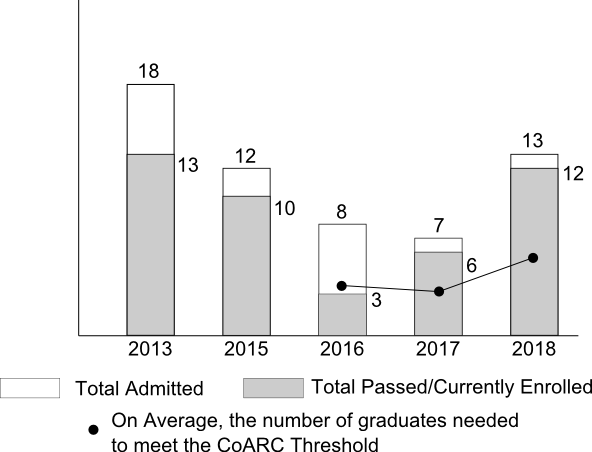 18
13
12
10
8
3
7
6
13
12
2013 2015 2016 2017 2018
Total Admitted Total Passed/Currently Enrolled
On Average, the number of graduates needed
to meet the CoARC Threshold